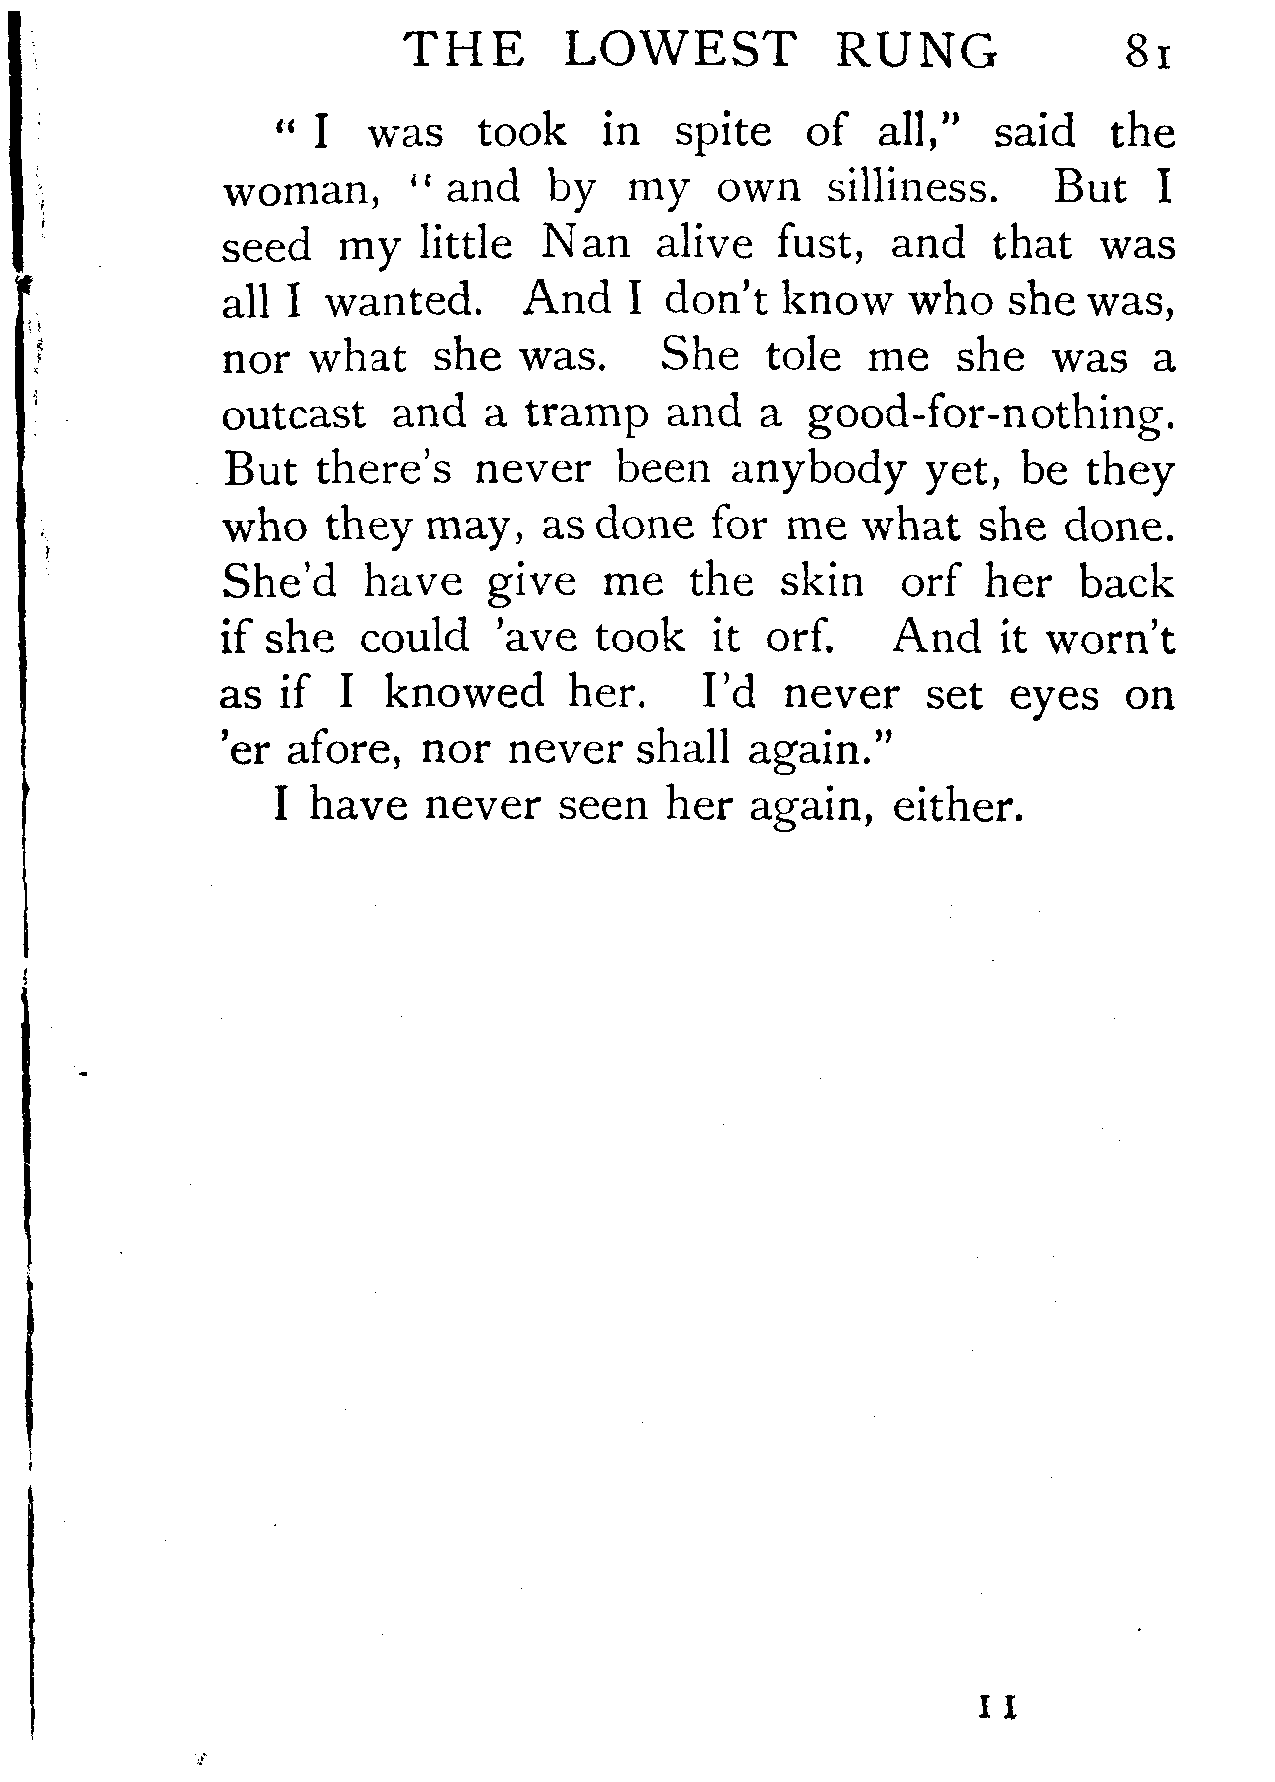 THE LOWEST RUNG 81
“ I was took in spite of all,” said the
woman, “ and by my own silliness. But I
seed my little Nan alive fust, and that was
all I wanted. And I don’t know who she was,
nor what she was. She tole me she was a
outcast and a tramp and a good-for-nothing.
But there’s never been anybody yet, be they
who they may, as done for me what she done.
She’d have give me the skin orf her back
if she could ’ave took it orf. And it worn’t
as if I knowed her. I’d never set eyes on
’er afore, nor never shall again.”
I have never seen her again, either.
11